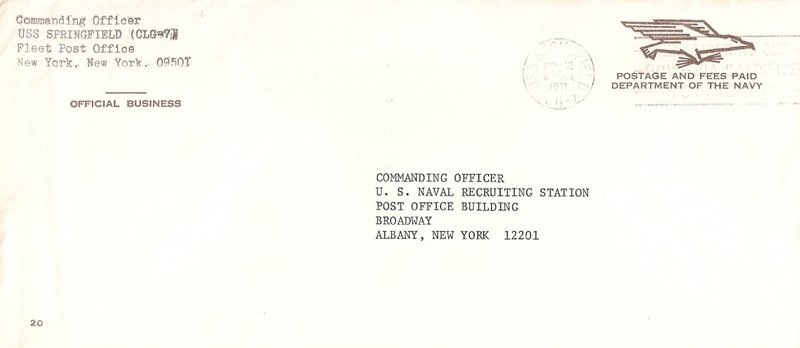 Commanding Officer
USS SPRINGFIELD (CLG-7)
Fleet Post Office
New York, New York, 09501
OFFICIAL BUSINESS
1971
POSTAGE AND FEES PAID
DEPARTMENT OF THE NAVY
COMMANDING OFFICER
U. S. NAVAL RECRUITING STATION
POST OFFICE BUILDING
BROADWAY
ALBANY, NEW YORK 12201
20